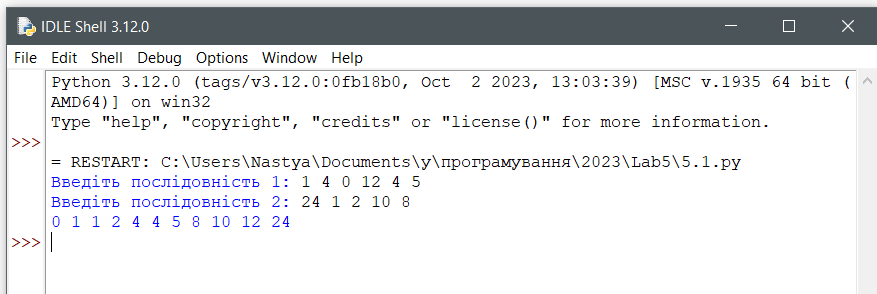 IDLE Shell 3.12.0
File Edit Shell Debug Options Window Help
Python 3.12.0 (tags/v3.12.0:0fb18b0, Oct  2 2023, 13:03:39) [MSC v.1935 64 bit (
AMD64)] on win32
Type "help", "copyright", "credits" or "license()" for more information.
>>>
= RESTART: C:\Users\Nastya\Documents\y\програмування\2023\Lab5\5.1.py
Введіть послідовність 1: 1 4 0 12 4 5
Введіть послідовність 2: 24 1 2 10 8
0 1 1 2 4 4 5 8 10 12 24
>>>